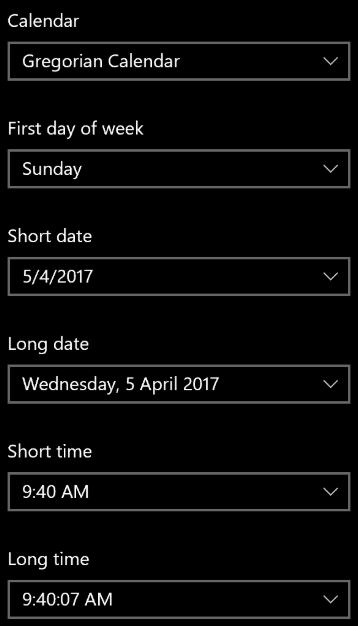 Calendar
Gregorian Calendar
First day of week
Sunday
Short date
5/4/2017
Long date
Wednesday, 5 April 2017
Short time
9:40 AM
Long time
9:40:07 AM